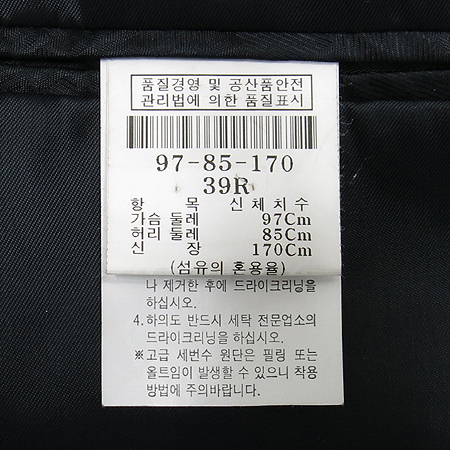 품질경영 및 공산품안전
관리법에 의한 품질표시
97-85-170
39R
항 목 신체치수
가슴 둘레 97Cm
허리 둘레 85Cm
신 장 170Cm
(섬유의 혼용율)
나 제거한 후에 드라이크리닝을
하십시오.
4. 하의도 반드시 세탁 전문업소의
드라이크리닝을 하십시오.
※고급 세번수 원단은 필링 또는
올트임이 발생할 수 있으니 착용
방법에 주의바랍니다.